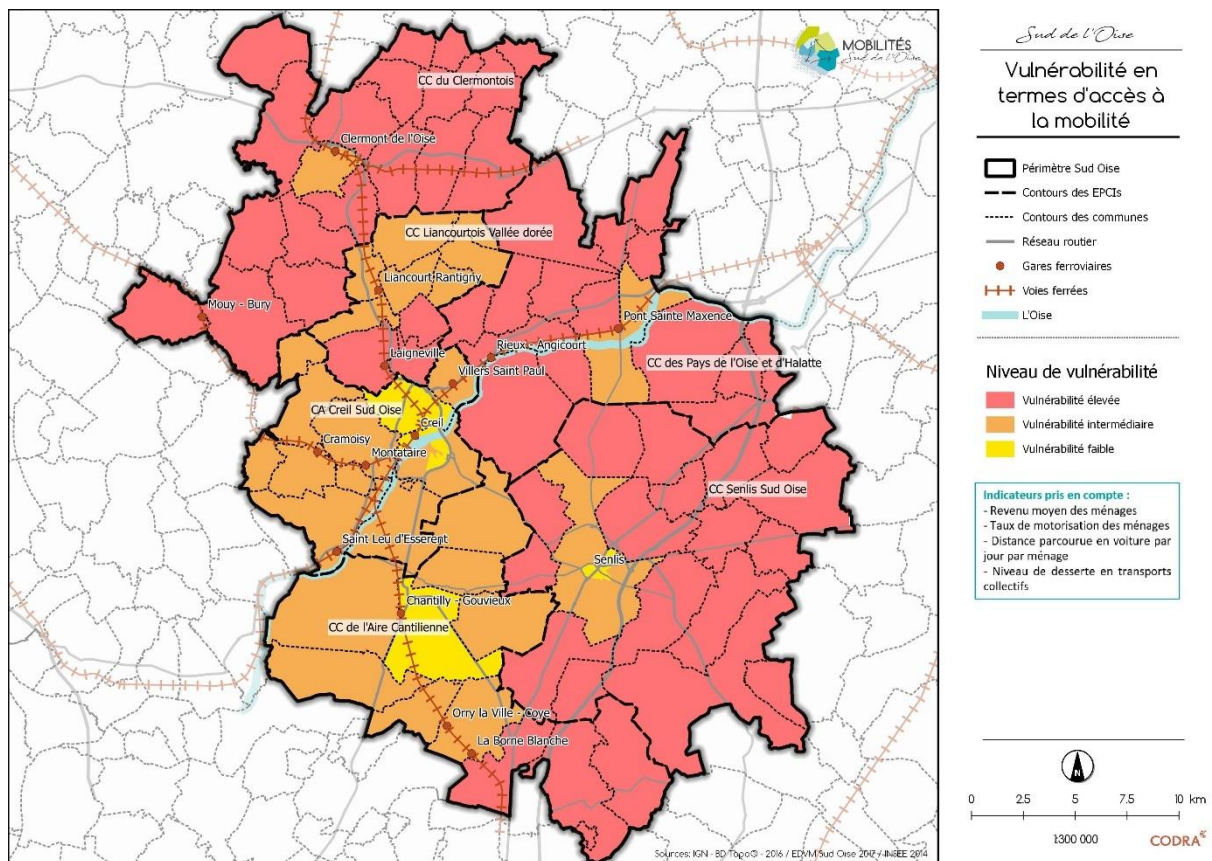 MOBILITÉS
Sud de l'Oise
CC du Clermontois
Clermont de l'Oise
CC Liancourtois Vallée dorée
Liancourt-Rantigny
Mouy - Bury
Pont Sainte Maxence
Rieux - Angicourt
Laigneville
Villers Saint Paul
CC des Pays de l'Oise et d'Halatte
CA Creil Sud Oise
Creil
Cramoisy
Montataire
CC Senlis Sud Oise
Saint Leu d'Esserent
Senlis
Chantilly - Gouvieux
CC de l'Aire Cantilienne
Orry la Ville - Coye
La Borne Blanche
Sources: IGN - BD Topo© - 2016 / EDVM Sud Oise 2017 / INSEE 2014
Sud de l'Oise
Vulnérabilité en
termes d'accès à
la mobilité
Périmètre Sud Oise
Contours des EPCIs
Contours des communes
Réseau routier
Gares ferroviaires
Voies ferrées
L'Oise
Niveau de vulnérabilité
Vulnérabilité élevée
Vulnérabilité intermédiaire
Vulnérabilité faible
Indicateurs pris en compte :
- Revenu moyen des ménages
- Taux de motorisation des ménages
- Distance parcourue en voiture par
jour par ménage
- Niveau de desserte en transports
collectifs
N
0 2.5 5 7.5 10 km
1300 000
CODRA